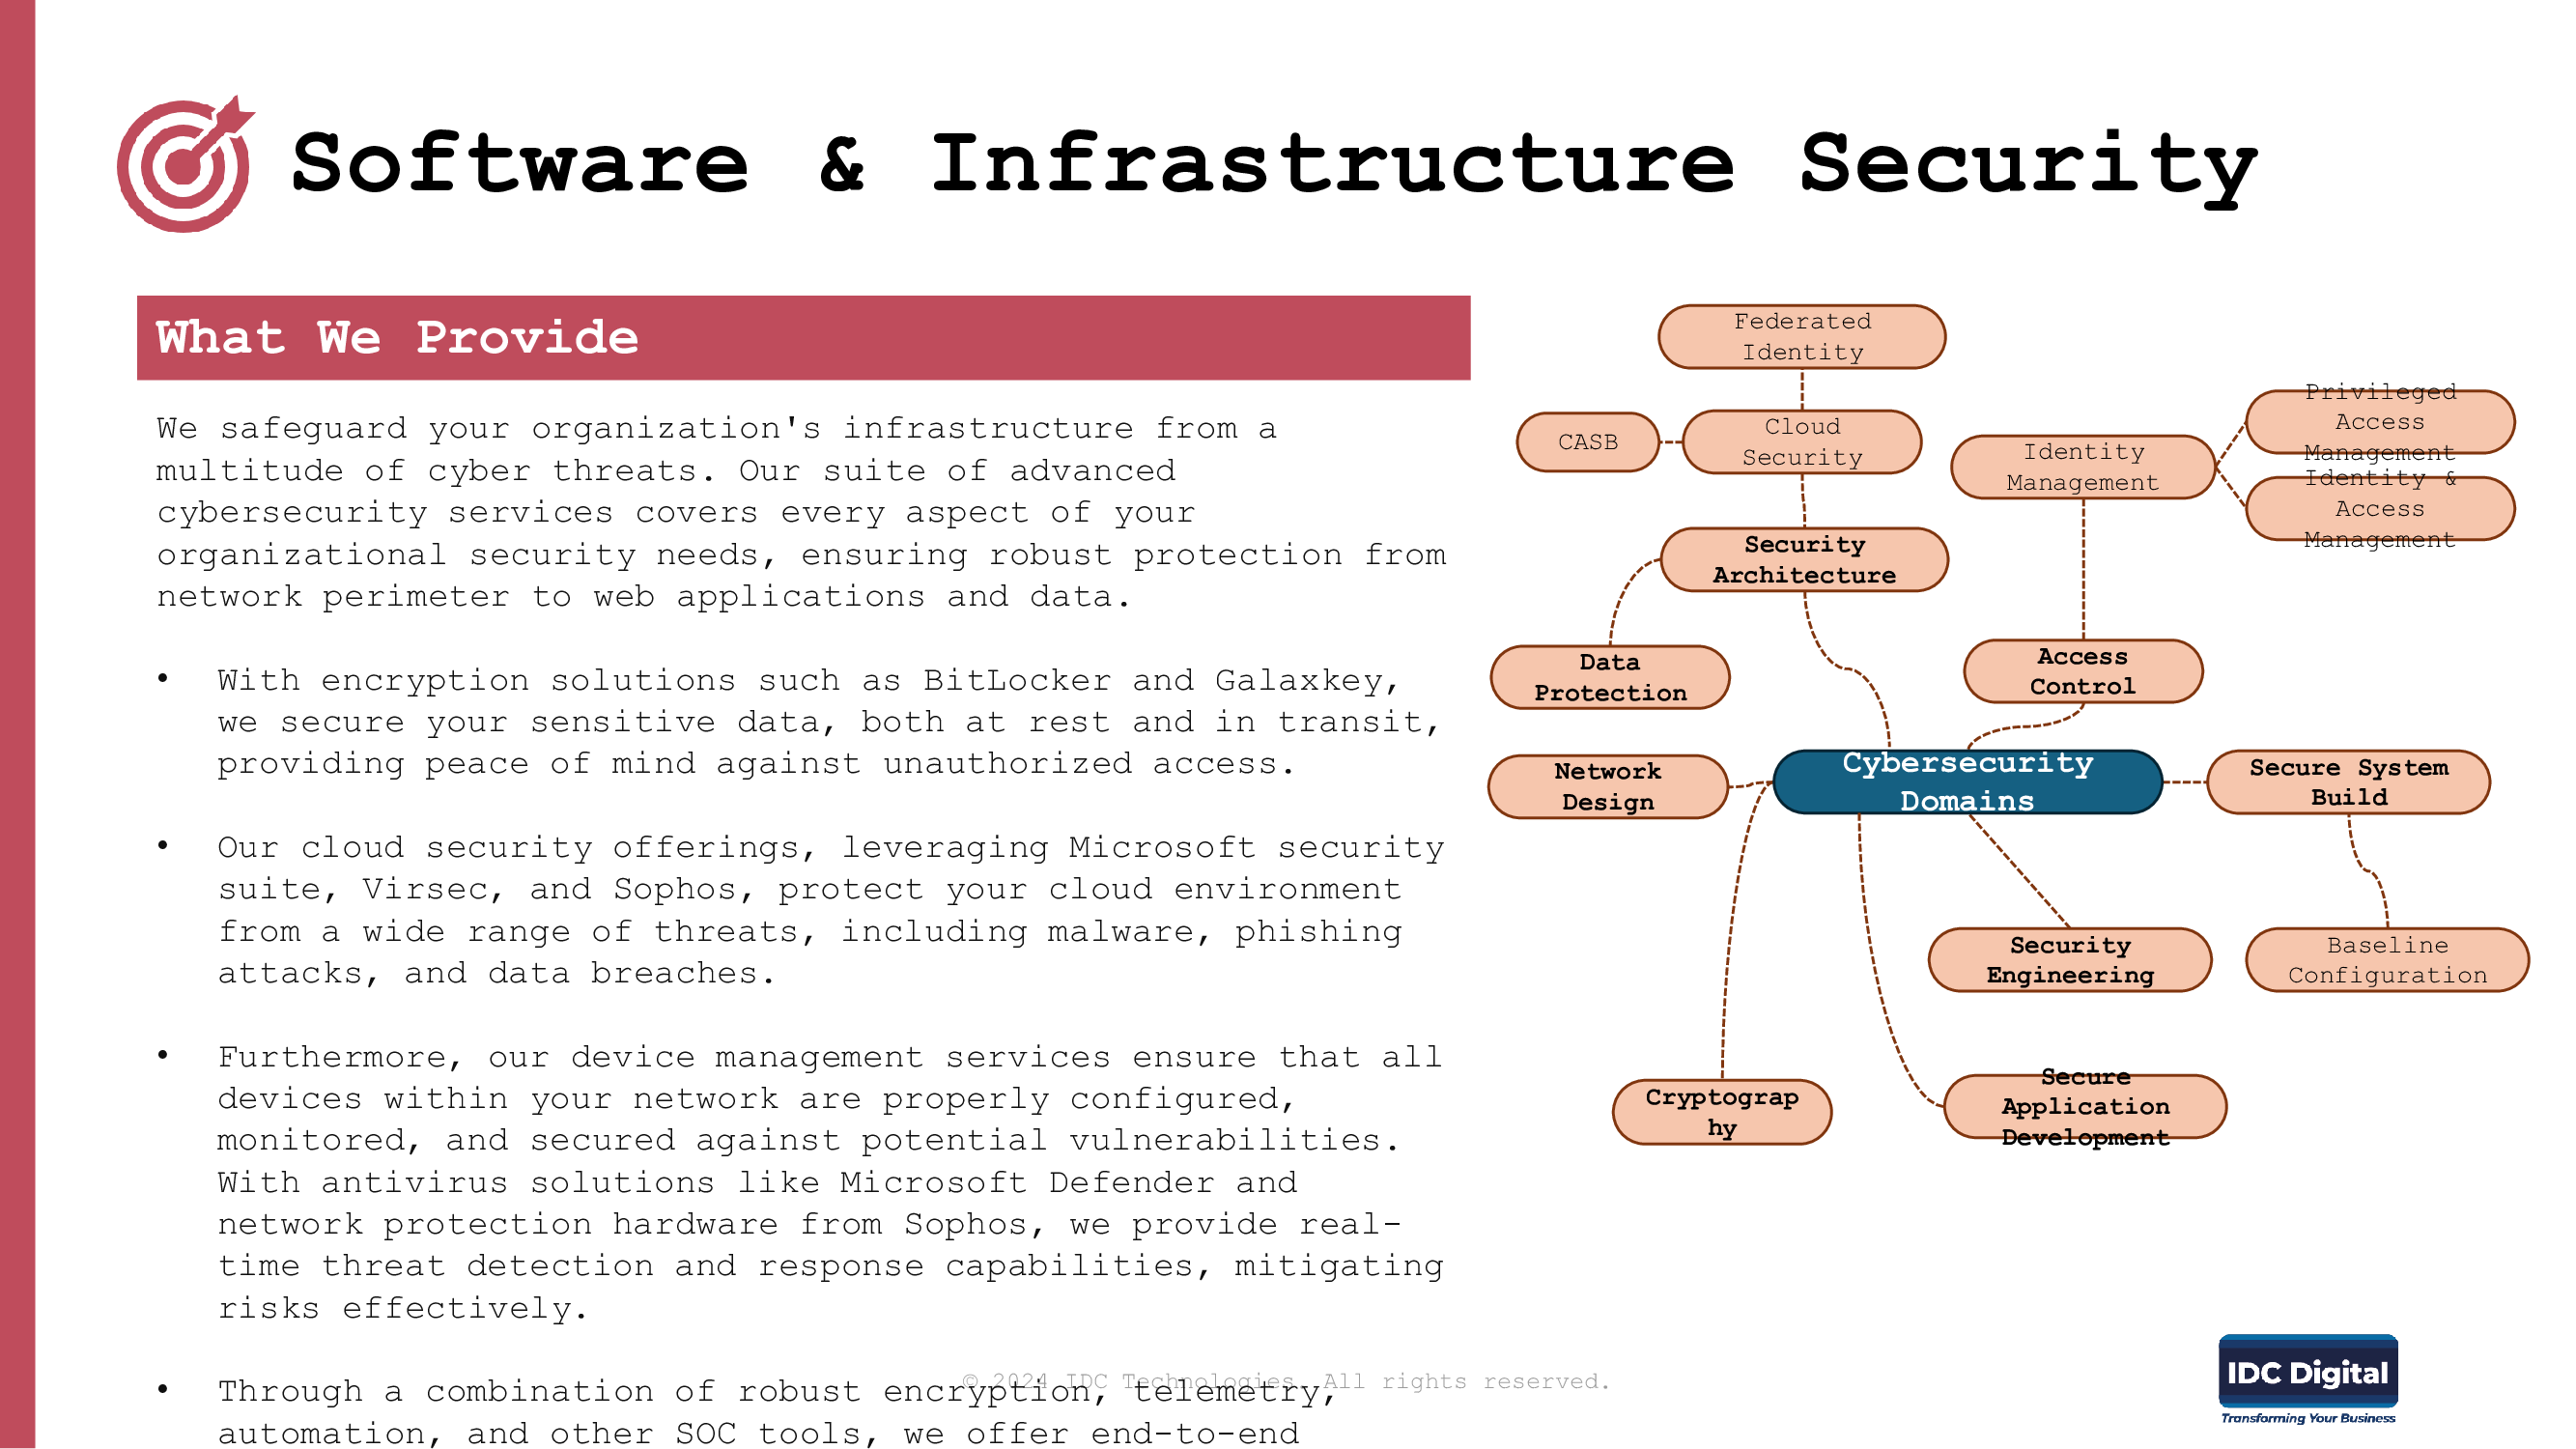 Software & Infrastructure Security
What We Provide
We safeguard your organization's infrastructure from a
multitude of cyber threats. Our suite of advanced
cybersecurity services covers every aspect of your
organizational security needs, ensuring robust protection from
network perimeter to web applications and data.
• With encryption solutions such as BitLocker and Galaxkey,
we secure your sensitive data, both at rest and in transit,
providing peace of mind against unauthorized access.
• Our cloud security offerings, leveraging Microsoft security
suite, Virsec, and Sophos, protect your cloud environment
from a wide range of threats, including malware, phishing
attacks, and data breaches.
• Furthermore, our device management services ensure that all
devices within your network are properly configured,
monitored, and secured against potential vulnerabilities.
With antivirus solutions like Microsoft Defender and
network protection hardware from Sophos, we provide real-
time threat detection and response capabilities, mitigating
risks effectively.
• Through a combination of robust encryption, telemetry,
automation, and other SOC tools, we offer end-to-end
Federated
Identity
CASB
Cloud
Security
Identity
Management
Privileged
Access
Management
Identity &
Access
Management
Security
Architecture
Data
Protection
Access
Control
Network
Design
Cybersecurity
Domains
Secure System
Build
Security
Engineering
Baseline
Configuration
Cryptograp
hy
Secure
Application
Development
© 2024 IDC Technologies. All rights reserved.
IDC Digital
Transforming Your Business